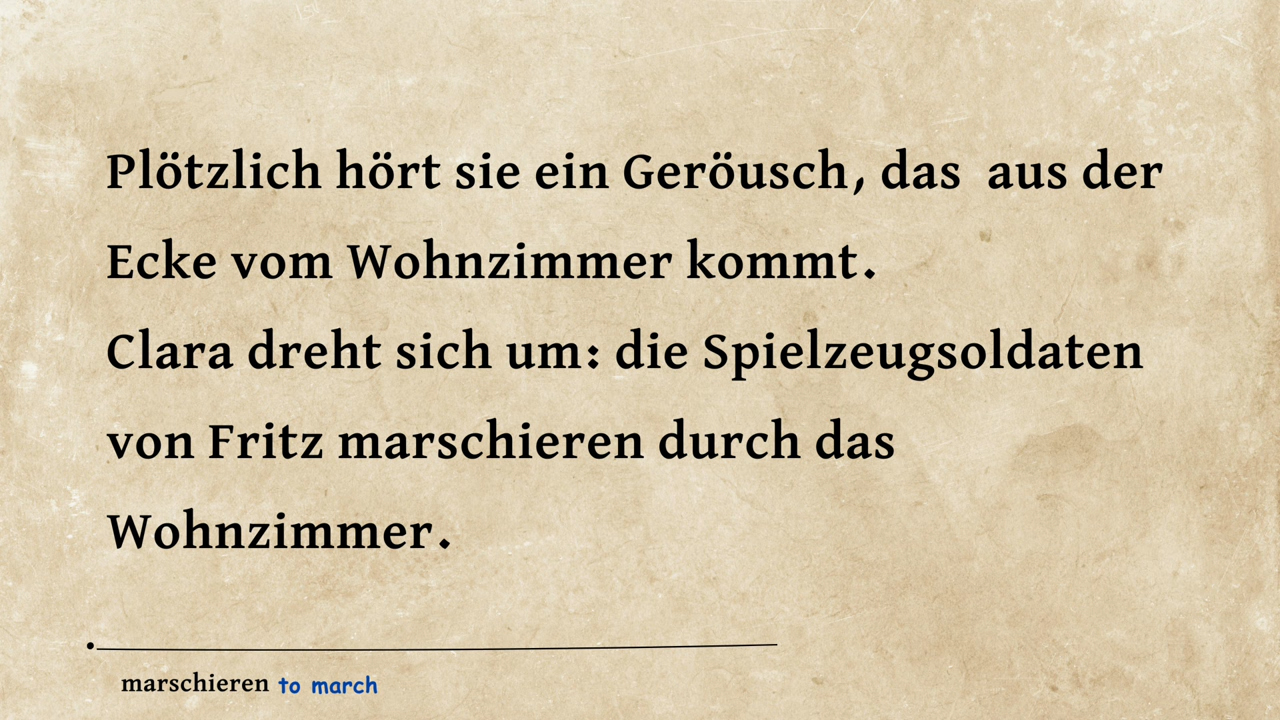 Plötzlich hört sie ein Geröusch, das aus der
Ecke vom Wohnzimmer kommt.
Clara dreht sich um: die Spielzeugsoldaten
von Fritz marschieren durch das
Wohnzimmer.
marschieren to march